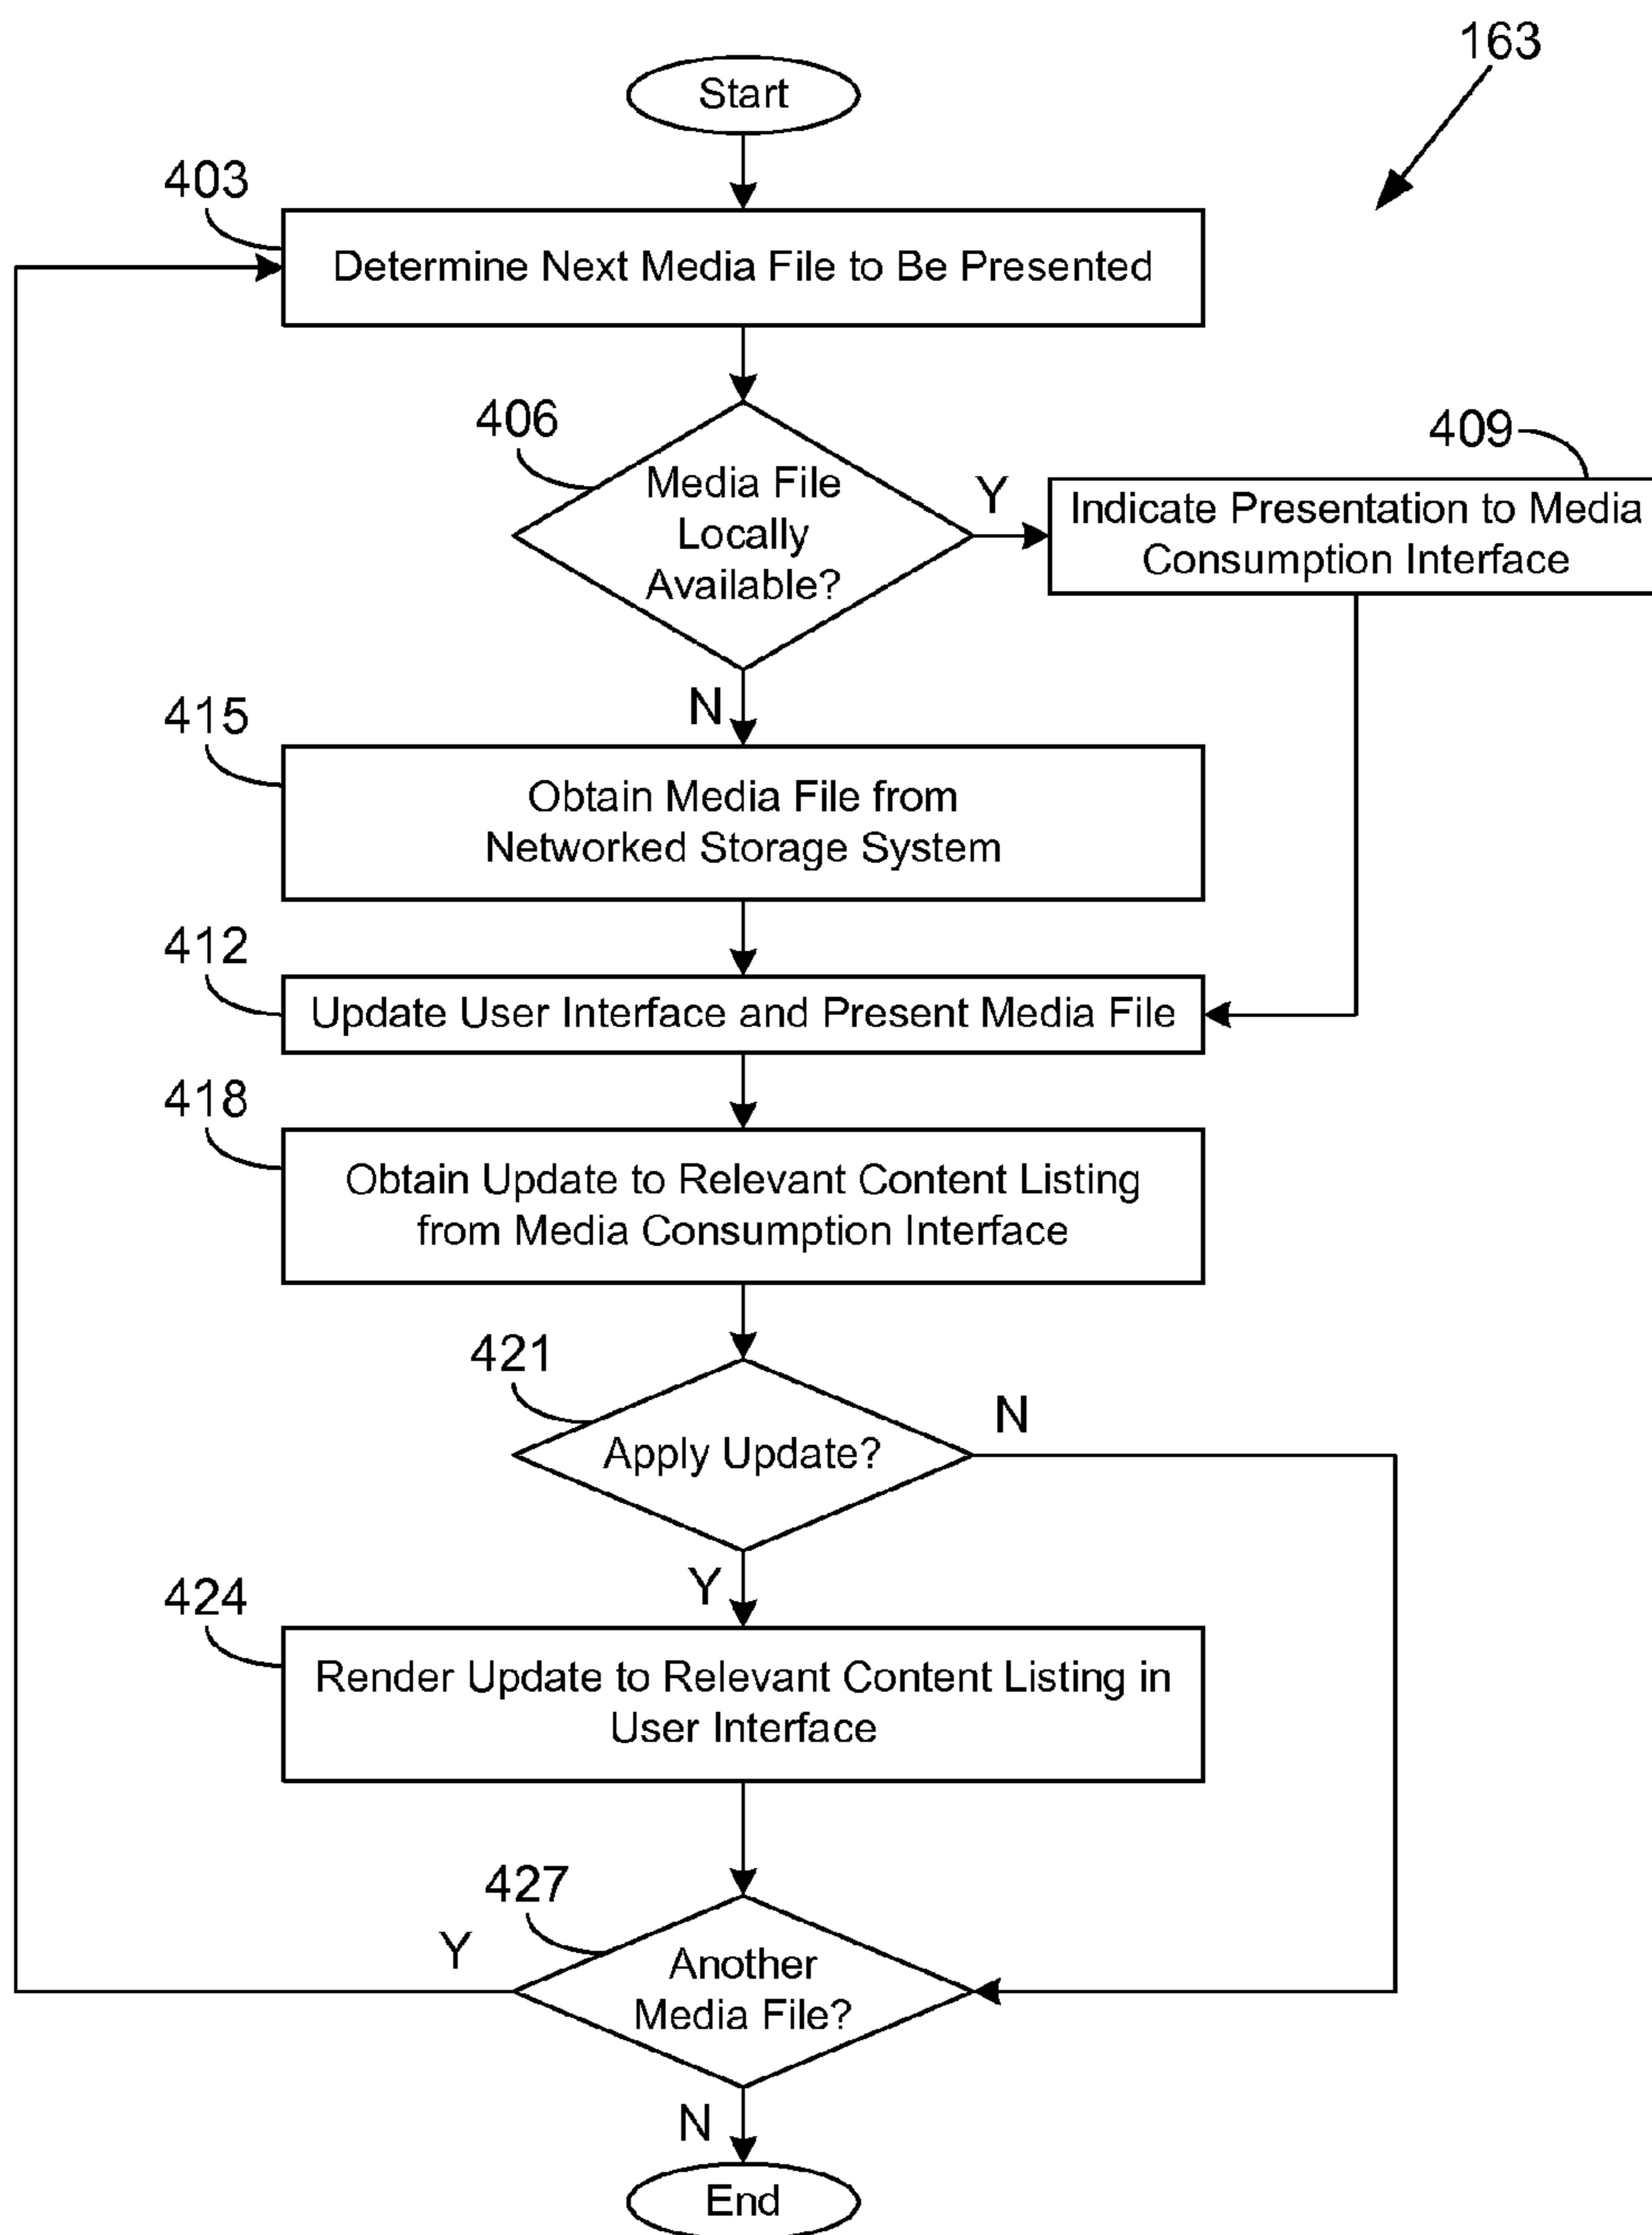 163
Start
403
Determine Next Media File to Be Presented
406
Media File
Locally
Available?
Y
409
Indicate Presentation to Media
Consumption Interface
N
415
Obtain Media File from
Networked Storage System
412
Update User Interface and Present Media File
418
Obtain Update to Relevant Content Listing
from Media Consumption Interface
421
Apply Update?
N
Y
424
Render Update to Relevant Content Listing in
User Interface
427
Y
Another
Media File?
N
End